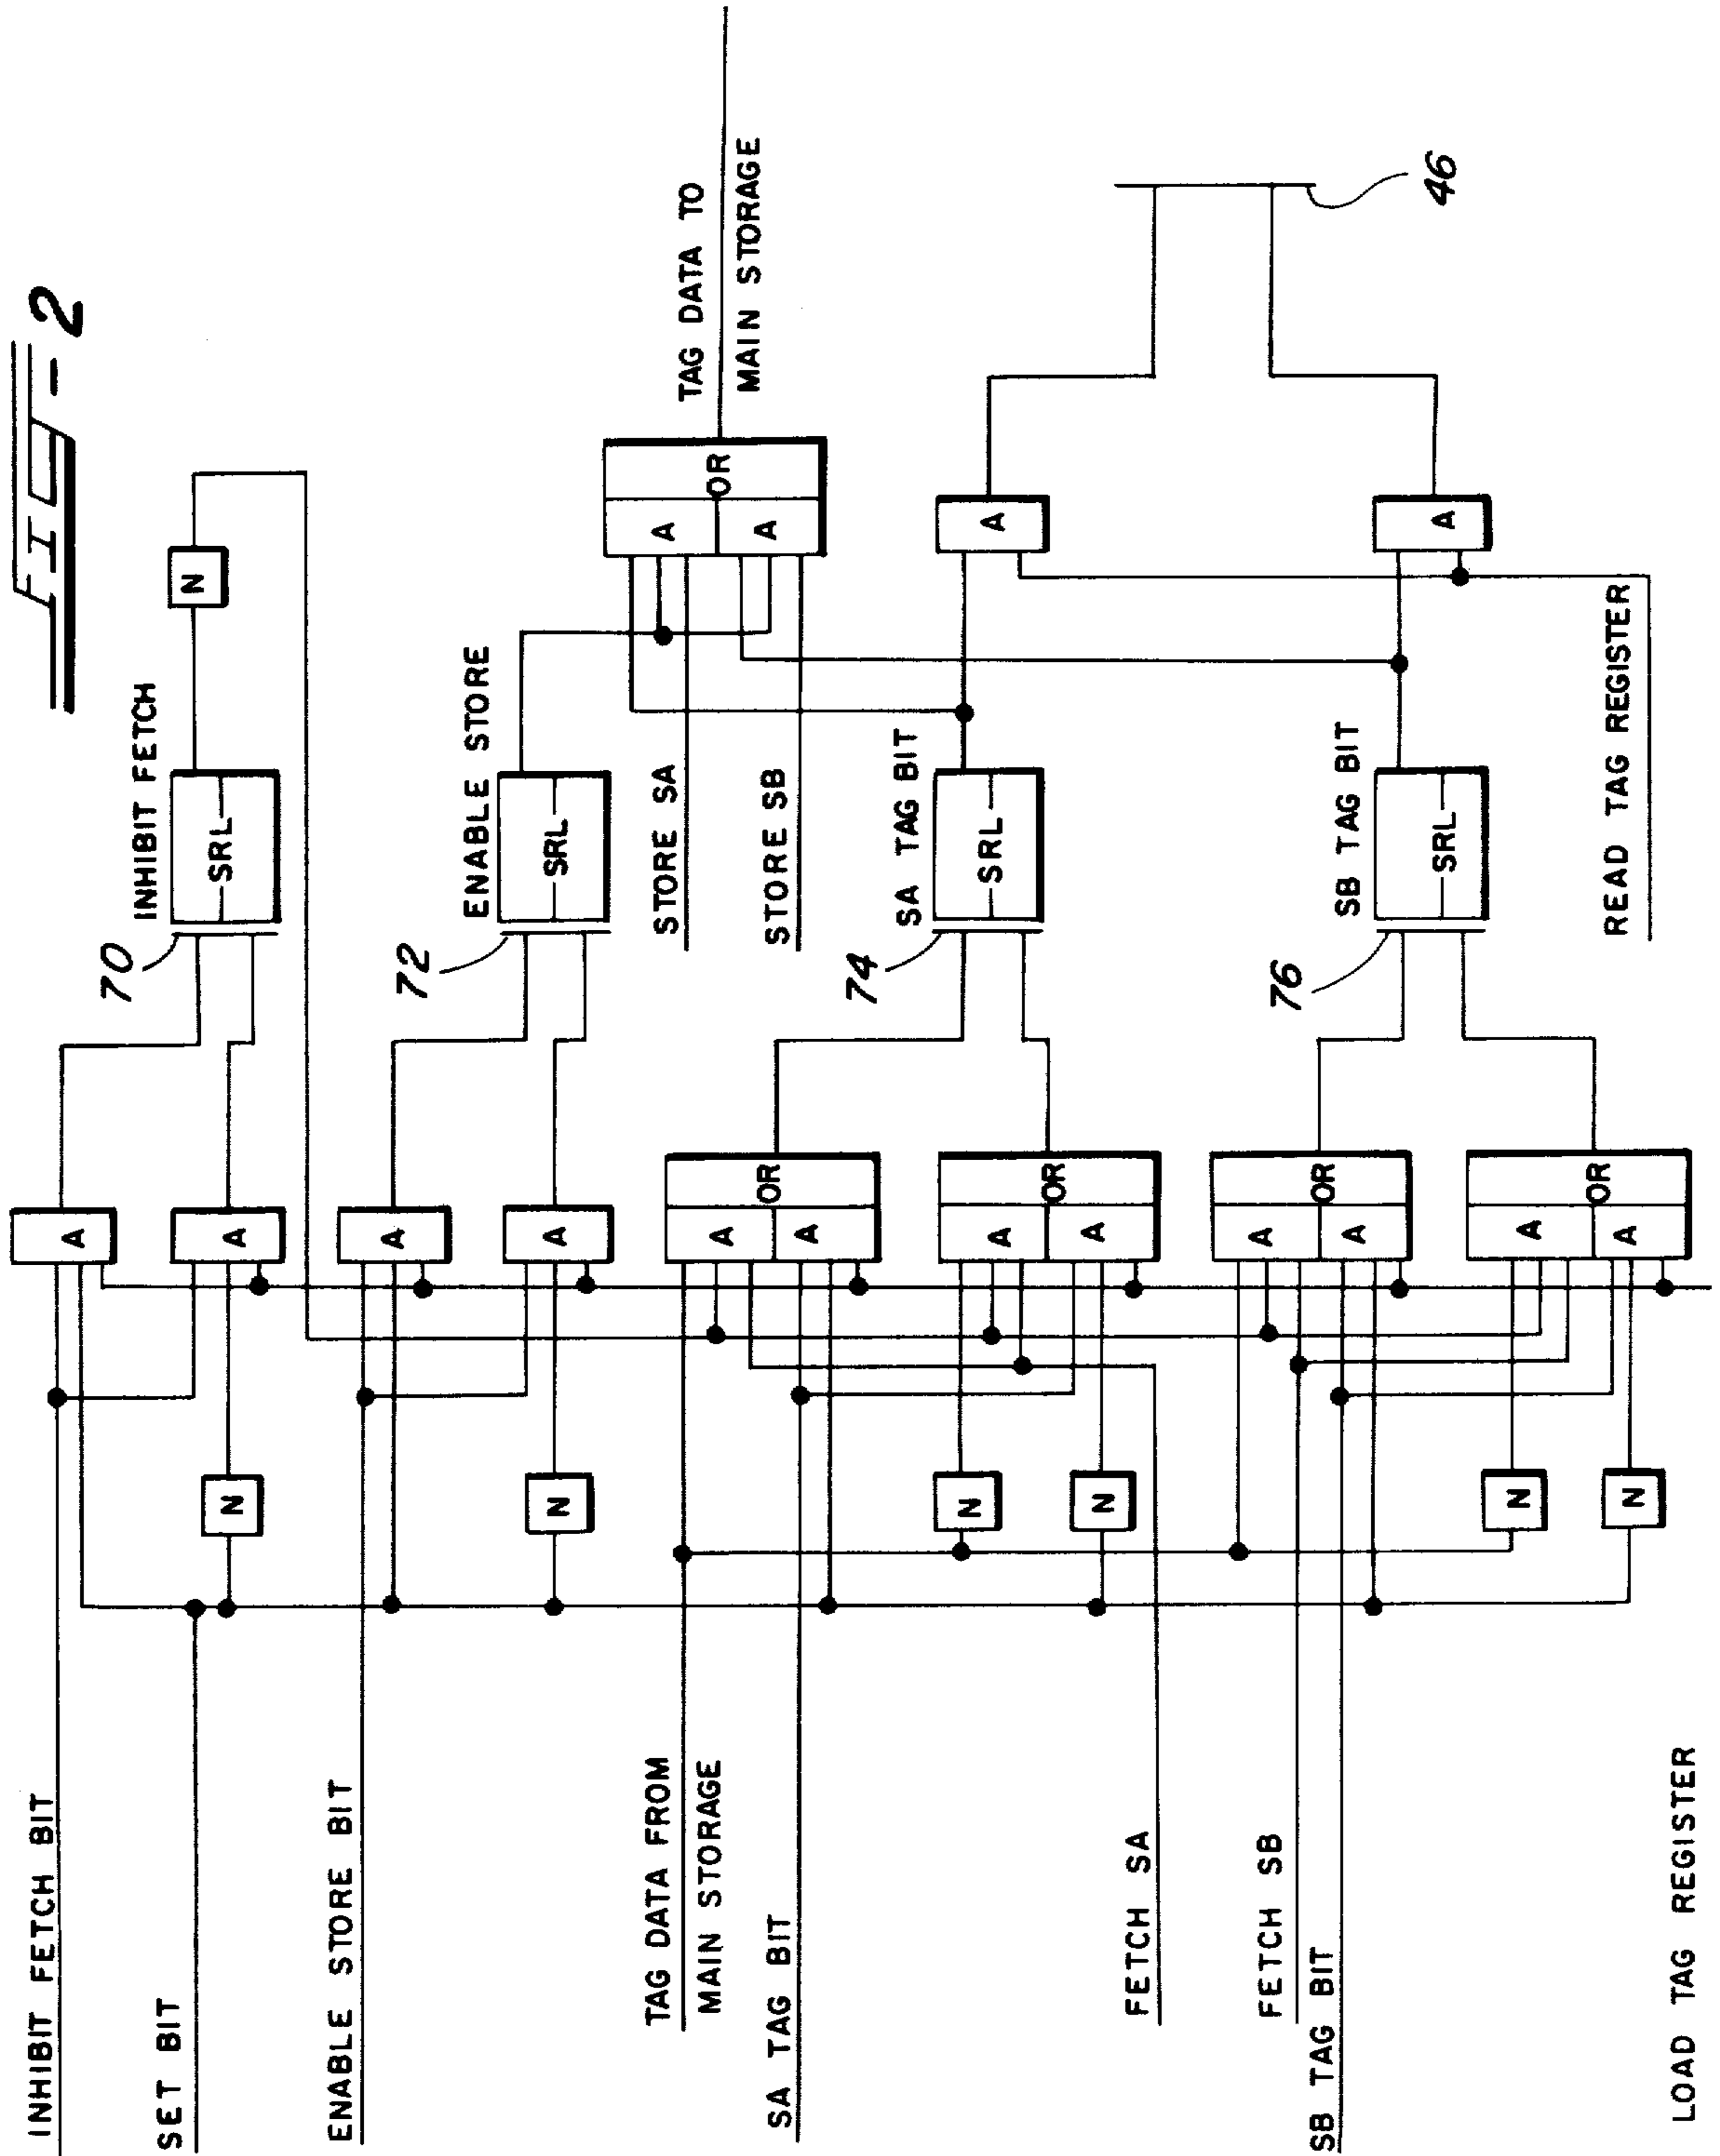 FIG-2
INHIBIT FETCH BIT
SET BIT
ENABLE STORE BIT
TAG DATA FROM
MAIN STORAGE
SA TAG BIT
FETCH SA
FETCH SB
SB TAG BIT
LOAD TAG REGISTER
N
N
N
N
N
N
A
A
A
A
A
A
OR
A
A
OR
A
A
OR
A
A
OR
70
INHIBIT FETCH
SRL
N
72
ENABLE STORE
SRL
STORE SA
STORE SB
74
SA TAG BIT
SRL
76
SB TAG BIT
SRL
READ TAG REGISTER
A
A
OR
TAG DATA TO
MAIN STORAGE
A
A
46